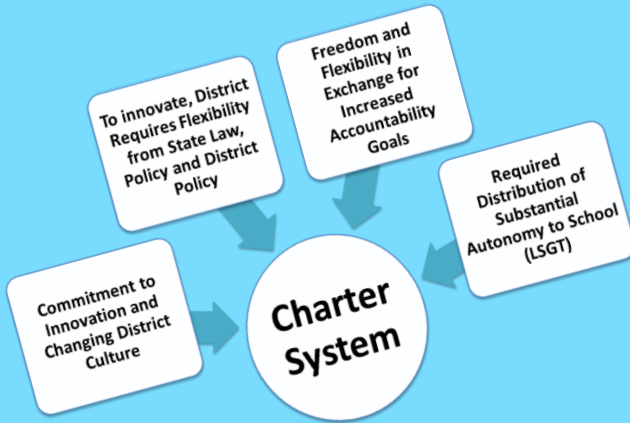 Freedom and
Flexibility in
Exchange for
Increased
Accountability
Goals
To innovate, District
Requires Flexibility
from State Law,
Policy and District
Policy
Required
Distribution of
Substantial
Autonomy to School
(LSGT)
Commitment to
Innovation and
Changing District
Culture
Charter
System